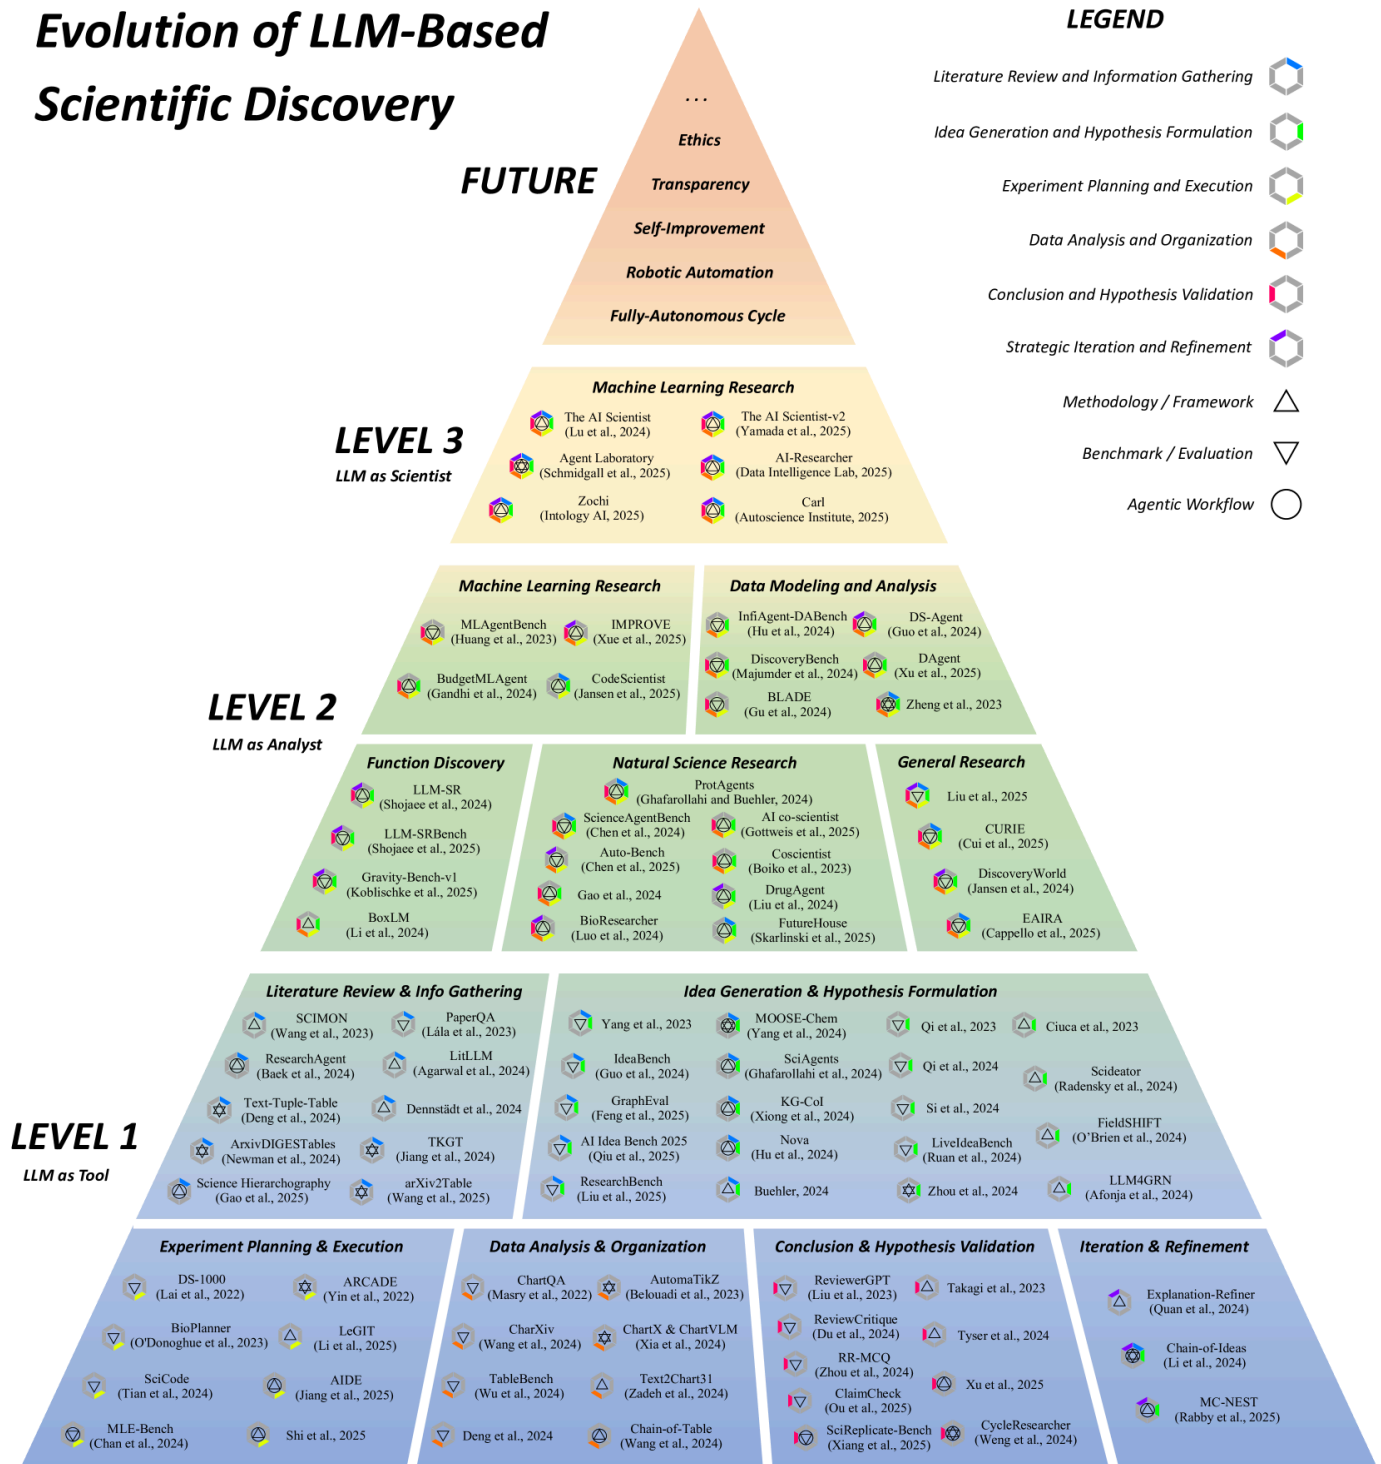 Evolution of LLM-Based
Scientific Discovery
LEGEND
Literature Review and Information Gathering
Idea Generation and Hypothesis Formulation
Experiment Planning and Execution
Data Analysis and Organization
Conclusion and Hypothesis Validation
Strategic Iteration and Refinement
Methodology / Framework
Benchmark / Evaluation
Agentic Workflow
FUTURE
...
Ethics
Transparency
Self-Improvement
Robotic Automation
Fully-Autonomous Cycle
LEVEL 3
LLM as Scientist
Machine Learning Research
The AI Scientist
(Lu et al., 2024)
The AI Scientist-v2
(Yamada et al., 2025)
Agent Laboratory
(Schmidgall et al., 2025)
AI-Researcher
(Data Intelligence Lab, 2025)
Zochi
(Intology AI, 2025)
Carl
(Autoscience Institute, 2025)
LEVEL 2
LLM as Analyst
Machine Learning Research
MLAgentBench
(Huang et al., 2023)
IMPROVE
(Xue et al., 2025)
BudgetMLAgent
(Gandhi et al., 2024)
CodeScientist
(Jansen et al., 2025)
Data Modeling and Analysis
InfiAgent-DABench
(Hu et al., 2024)
DS-Agent
(Guo et al., 2024)
DiscoveryBench
(Majumder et al., 2024)
DAgent
(Xu et al., 2025)
BLADE
(Gu et al., 2024)
Zheng et al., 2023
Function Discovery
LLM-SR
(Shojaee et al., 2024)
LLM-SRBench
(Shojaee et al., 2025)
Gravity-Bench-v1
(Koblischke et al., 2025)
BoxLM
(Li et al., 2024)
Natural Science Research
ProtAgents
(Ghafarollahi and Buehler, 2024)
ScienceAgentBench
(Chen et al., 2024)
AI co-scientist
(Gottweis et al., 2025)
Auto-Bench
(Chen et al., 2025)
Coscientist
(Boiko et al., 2023)
Gao et al., 2024
DrugAgent
(Liu et al., 2024)
BioResearcher
(Luo et al., 2024)
FutureHouse
(Skarlinski et al., 2025)
General Research
Liu et al., 2025
CURIE
(Cui et al., 2025)
DiscoveryWorld
(Jansen et al., 2024)
EAIRA
(Cappello et al., 2025)
LEVEL 1
LLM as Tool
Literature Review & Info Gathering
SCIMON
(Wang et al., 2023)
PaperQA
(Lála et al., 2023)
ResearchAgent
(Baek et al., 2024)
LitLLM
(Agarwal et al., 2024)
Text-Tuple-Table
(Deng et al., 2024)
Dennstädt et al., 2024
ArxivDIGESTables
(Newman et al., 2024)
TKGT
(Jiang et al., 2024)
Science Hierarchography
(Gao et al., 2025)
arXiv2Table
(Wang et al., 2025)
Idea Generation & Hypothesis Formulation
Yang et al., 2023
MOOSE-Chem
(Yang et al., 2024)
Qi et al., 2023
Ciuca et al., 2023
IdeaBench
(Guo et al., 2024)
SciAgents
(Ghafarollahi et al., 2024)
Qi et al., 2024
Scideator
(Radensky et al., 2024)
GraphEval
(Feng et al., 2025)
KG-CoI
(Xiong et al., 2024)
Si et al., 2024
FieldSHIFT
(O'Brien et al., 2024)
AI Idea Bench 2025
(Qiu et al., 2025)
Nova
(Hu et al., 2024)
LiveIdeaBench
(Ruan et al., 2024)
ResearchBench
(Liu et al., 2025)
Buehler, 2024
Zhou et al., 2024
LLM4GRN
(Afonja et al., 2024)
Experiment Planning & Execution
DS-1000
(Lai et al., 2022)
ARCADE
(Yin et al., 2022)
BioPlanner
(O'Donoghue et al., 2023)
LeGIT
(Li et al., 2025)
SciCode
(Tian et al., 2024)
AIDE
(Jiang et al., 2025)
MLE-Bench
(Chan et al., 2024)
Shi et al., 2025
Data Analysis & Organization
ChartQA
(Masry et al., 2022)
AutomaTikZ
(Belouadi et al., 2023)
CharXiv
(Wang et al., 2024)
ChartX & ChartVLM
(Xia et al., 2024)
TableBench
(Wu et al., 2024)
Text2Chart31
(Zadeh et al., 2024)
Deng et al., 2024
Chain-of-Table
(Wang et al., 2024)
Conclusion & Hypothesis Validation
ReviewerGPT
(Liu et al., 2023)
Takagi et al., 2023
ReviewCritique
(Du et al., 2024)
Tyser et al., 2024
RR-MCQ
(Zhou et al., 2024)
Xu et al., 2025
ClaimCheck
(Ou et al., 2025)
SciReplicate-Bench
(Xiang et al., 2025)
CycleResearcher
(Weng et al., 2024)
Iteration & Refinement
Explanation-Refiner
(Quan et al., 2024)
Chain-of-Ideas
(Li et al., 2024)
MC-NEST
(Rabby et al., 2025)